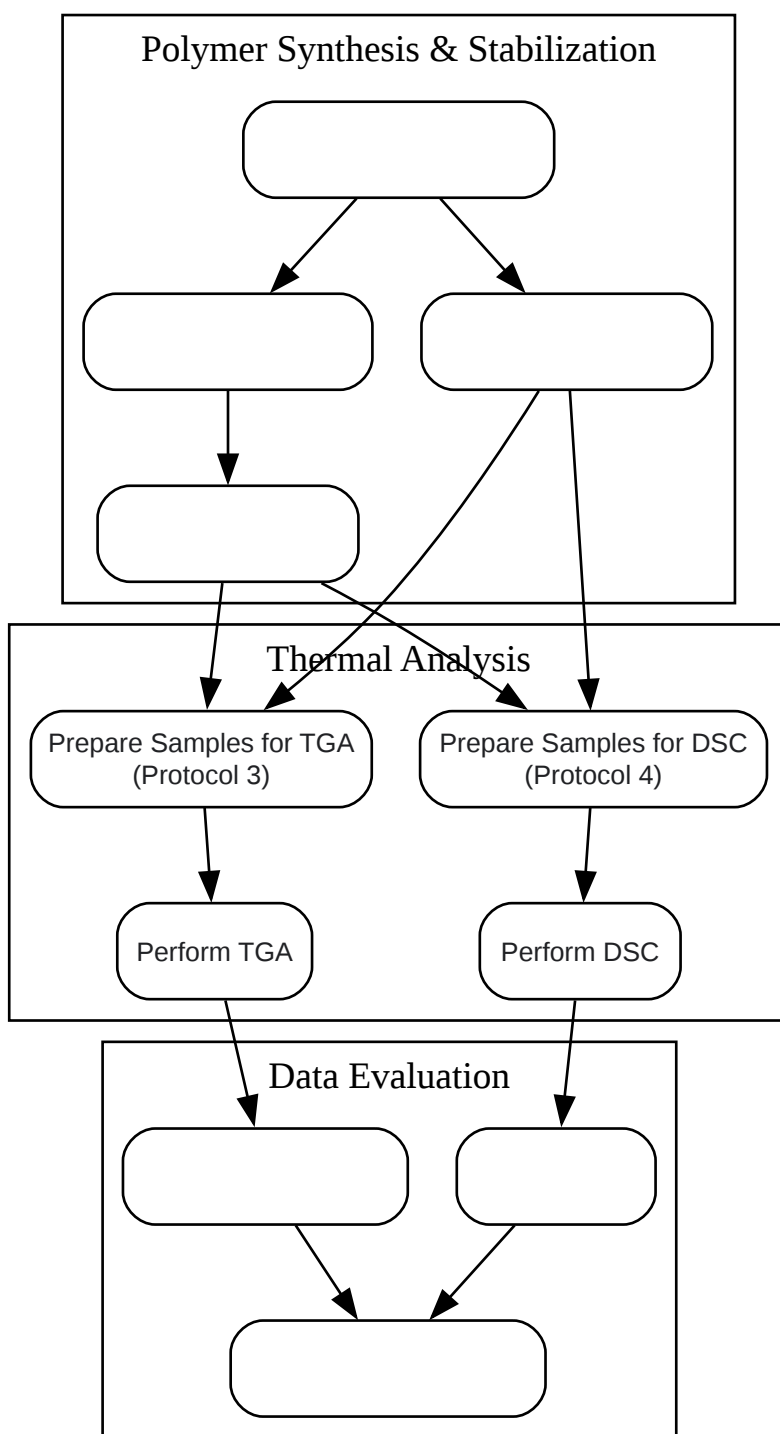 Polymer Synthesis & Stabilization
Thermal Analysis
Prepare Samples for TGA
(Protocol 3)
Prepare Samples for DSC
(Protocol 4)
Perform TGA
Perform DSC
Data Evaluation